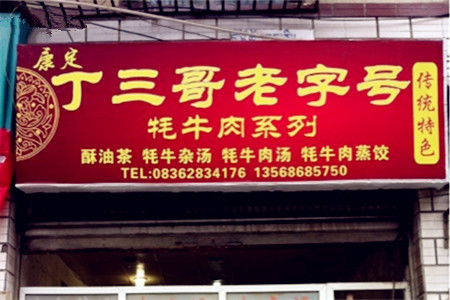 康定
丁三哥老字号
传统特色
牦牛肉系列
酥油茶 牦牛杂汤 牦牛肉汤 牦牛肉蒸饺
TEL:08362834176 13568685750